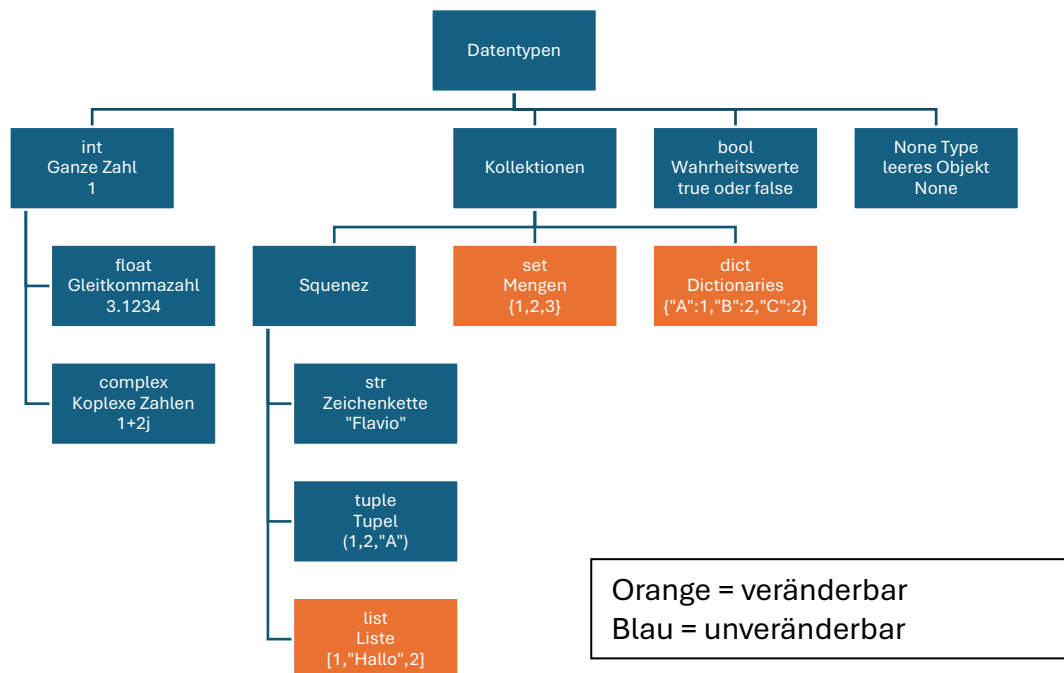 Datentypen
int
Ganze Zahl
1
Kollektionen
bool
Wahrheitswerte
true oder false
None Type
leeres Objekt
None
float
Gleitkommazahl
3.1234
Squenez
set
Mengen
{1,2,3}
dict
Dictionaries
{"A":1,"B":2,"C":2}
complex
Koplexe Zahlen
1+2j
str
Zeichenkette
"Flavio"
tuple
Tupel
(1,2,"A")
list
Liste
[1,"Hallo",2]
Orange = veränderbar
Blau = unveränderbar